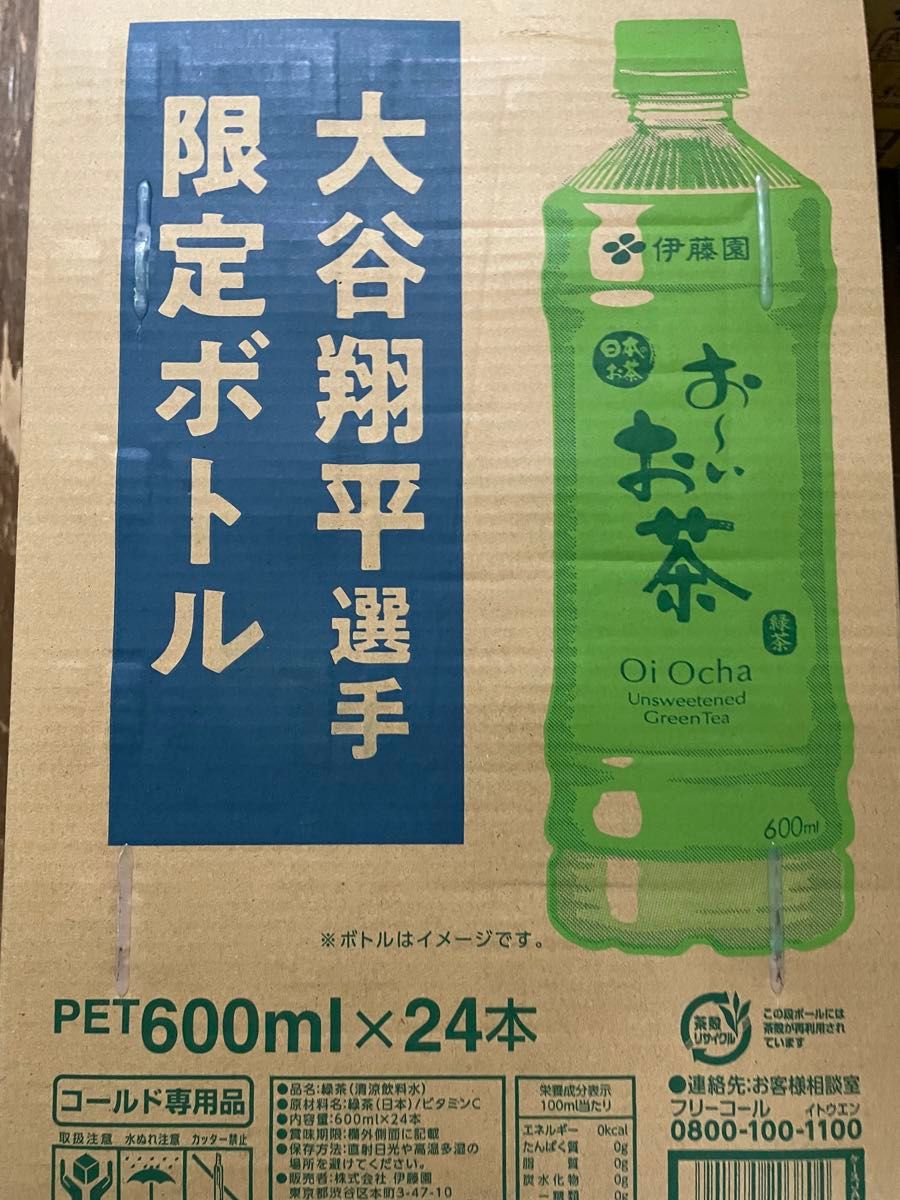 大谷翔平選手
限定ボトル
伊藤園
日本の
お茶
お～い
お茶
緑茶
Oi Ocha
Unsweetened
Green Tea
600ml
※ボトルはイメージです。
PET600ml×24本
茶殻
リサイクル
この段ボールには
茶殻が再利用され
ています
コールド専用品
取扱注意 水ぬれ注意 カッター禁止
●品名:緑茶(清涼飲料水)
●原材料名:緑茶(日本)/ビタミンC
●内容量:600ml×24本
●賞味期限:欄外側面に記載
●保存方法:直射日光や高温多湿の
場所を避けてください。
●販売者:株式会社 伊藤園
東京都渋谷区本町3-47-10
栄養成分表示
100ml当たり
エネルギー 0kcal
たんぱく質 0g
脂質 0g
炭水化物 0g
●連絡先:お客様相談室
フリーコール イトウエン
0800-100-1100